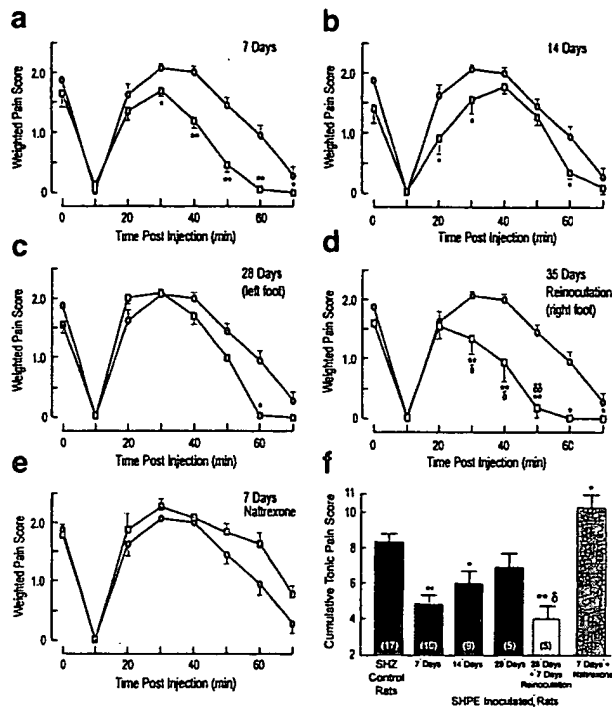 a
7 Days
Weighted Pain Score
2.0
1.0
0
0 10 20 30 40 50 60 70
Time Post Injection (min)
b
14 Days
Weighted Pain Score
2.0
1.0
0
0 10 20 30 40 50 60 70
Time Post Injection (min)
c
28 Days
(left foot)
Weighted Pain Score
2.0
1.0
0
0 10 20 30 40 50 60 70
Time Post Injection (min)
d
35 Days
Reinoculation
(right foot)
Weighted Pain Score
2.0
1.0
0
0 10 20 30 40 50 60 70
Time Post Injection (min)
e
7 Days
Naltrexone
Weighted Pain Score
2.0
1.0
0
0 10 20 30 40 50 60 70
Time Post Injection (min)
f
Cumulative Tonic Pain Score
11
10
8
6
4
2
(17)
(5)
SHZ
Control
Rats
7 Days
14 Days
+ 7 Days
Reinoculation
7 Days +
Naltrexone
SHPE Inoculated Rats